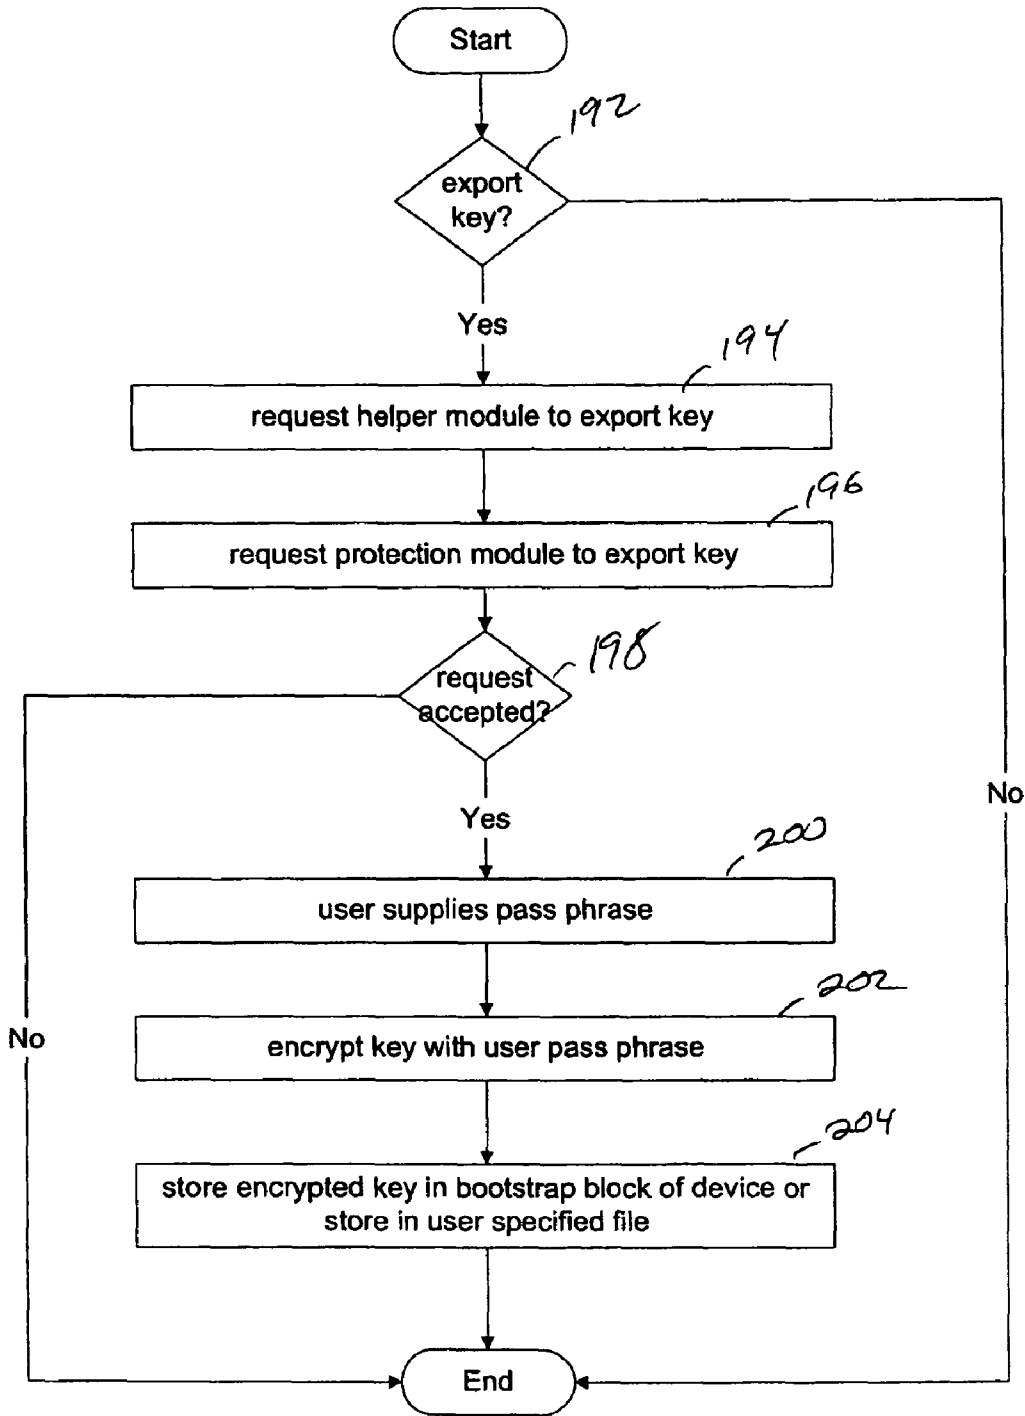 Start
192
export
key?
Yes
194
request helper module to export key
196
request protection module to export key
198
request
accepted?
No
Yes
200
user supplies pass phrase
202
No
encrypt key with user pass phrase
204
store encrypted key in bootstrap block of device or
store in user specified file
End